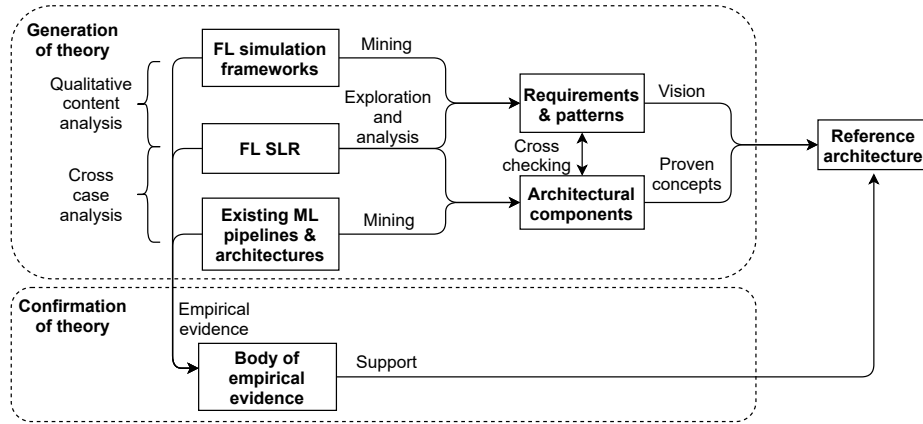 Generation
of theory
FL simulation
frameworks
Mining
Qualitative
content
analysis
Exploration
and
analysis
Requirements
& patterns
Vision
FL SLR
Cross
checking
Reference
architecture
Cross
case
analysis
Proven
concepts
Architectural
components
Existing ML
pipelines &
architectures
Mining
Confirmation
of theory
Empirical
evidence
Body of
empirical
evidence
Support